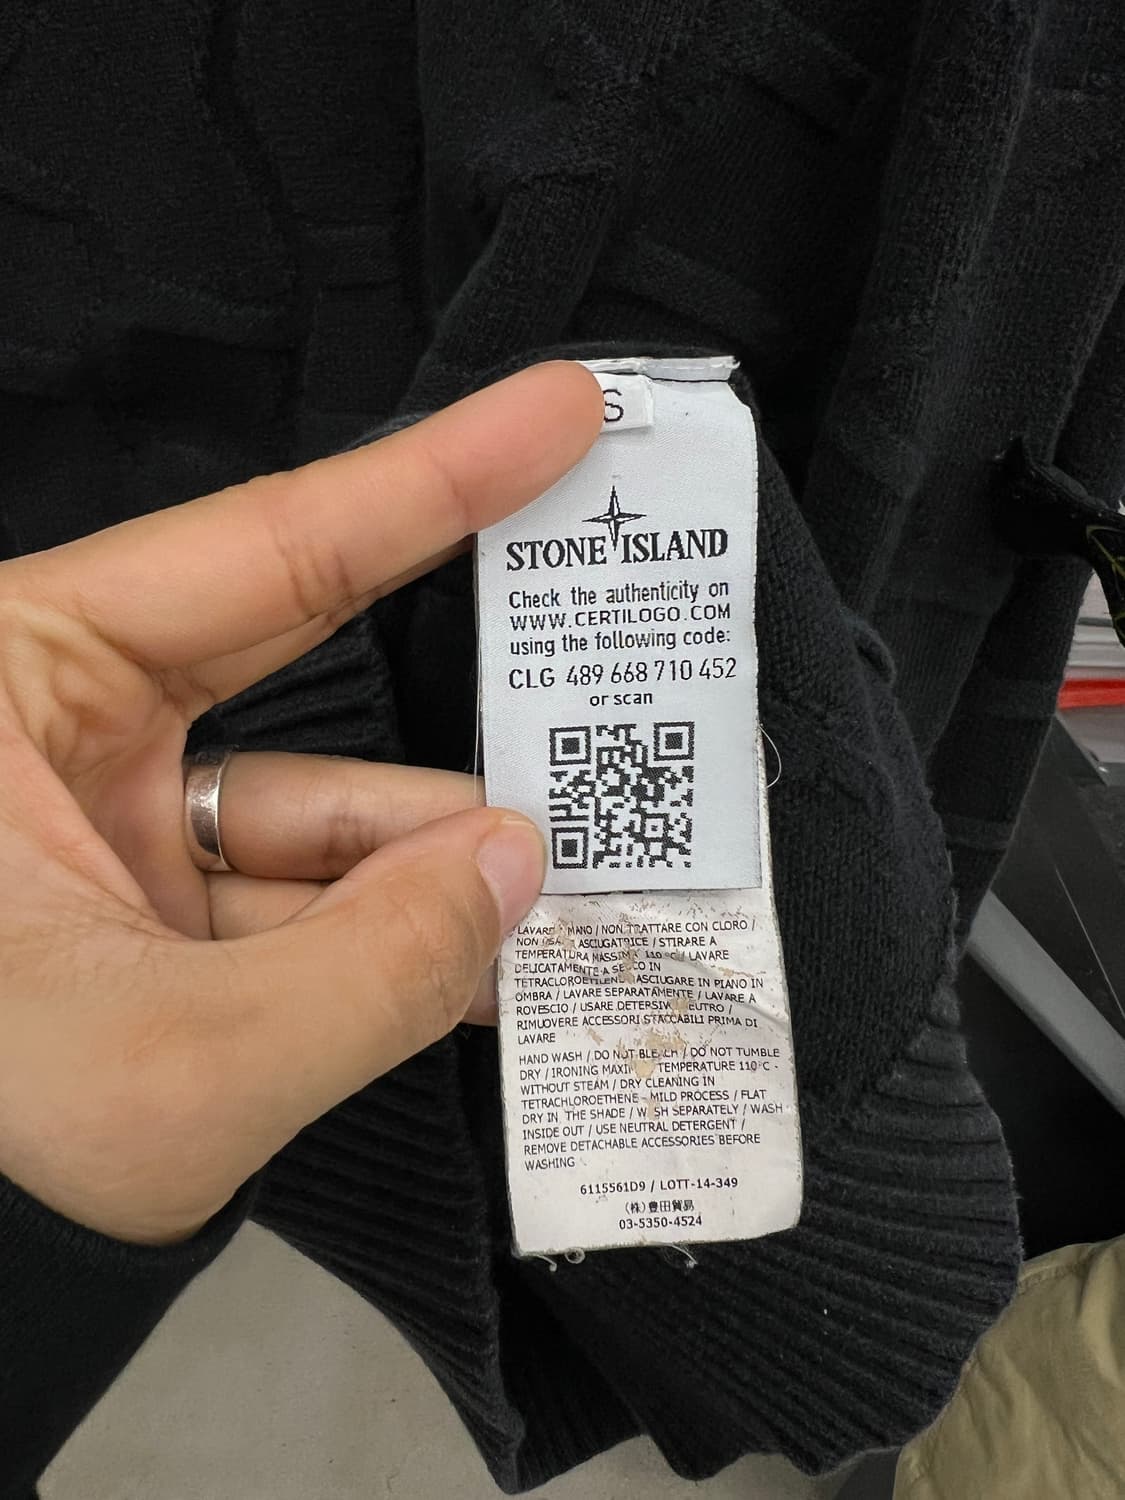 S
STONE ISLAND
Check the authenticity on
WWW.CERTILOGO.COM
using the following code:
CLG 489 668 710 452
or scan
LAVARE MANO / NON TRATTARE CON CLORO /
NON ASCIUGATRICE / STIRARE A
TEMPERATURA MASSIMA 110 °C / LAVARE
DELICATAMENTE A SECCO IN
TETRACLOROETILENE ASCIUGARE IN PIANO IN
OMBRA / LAVARE SEPARATAMENTE / LAVARE A
ROVESCIO / USARE DETERSIVO NEUTRO /
RIMUOVERE ACCESSORI STACCABILI PRIMA DI
LAVARE
HAND WASH / DO NOT BLEACH / DO NOT TUMBLE
DRY / IRONING TEMPERATURE 110°C -
WITHOUT STEAM / DRY CLEANING IN
TETRACHLOROETHENE - MILD PROCESS / FLAT
DRY IN THE SHADE / WASH SEPARATELY / WASH
INSIDE OUT / USE NEUTRAL DETERGENT /
REMOVE DETACHABLE ACCESSORIES BEFORE
WASHING
6115561D9 / LOTT-14-349
(株)豊田貿易
03-5350-4524